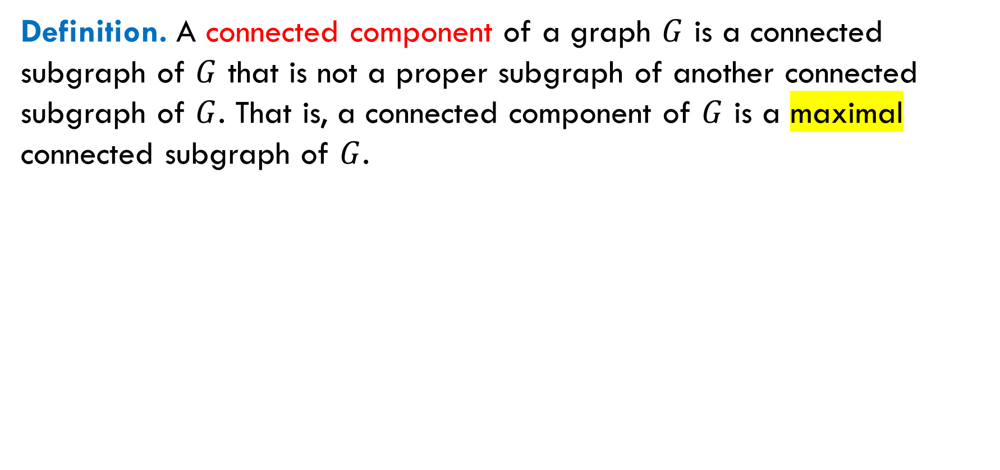 Definition. A connected component of a graph G is a connected
subgraph of G that is not a proper subgraph of another connected
subgraph of G. That is, a connected component of G is a maximal
connected subgraph of G.